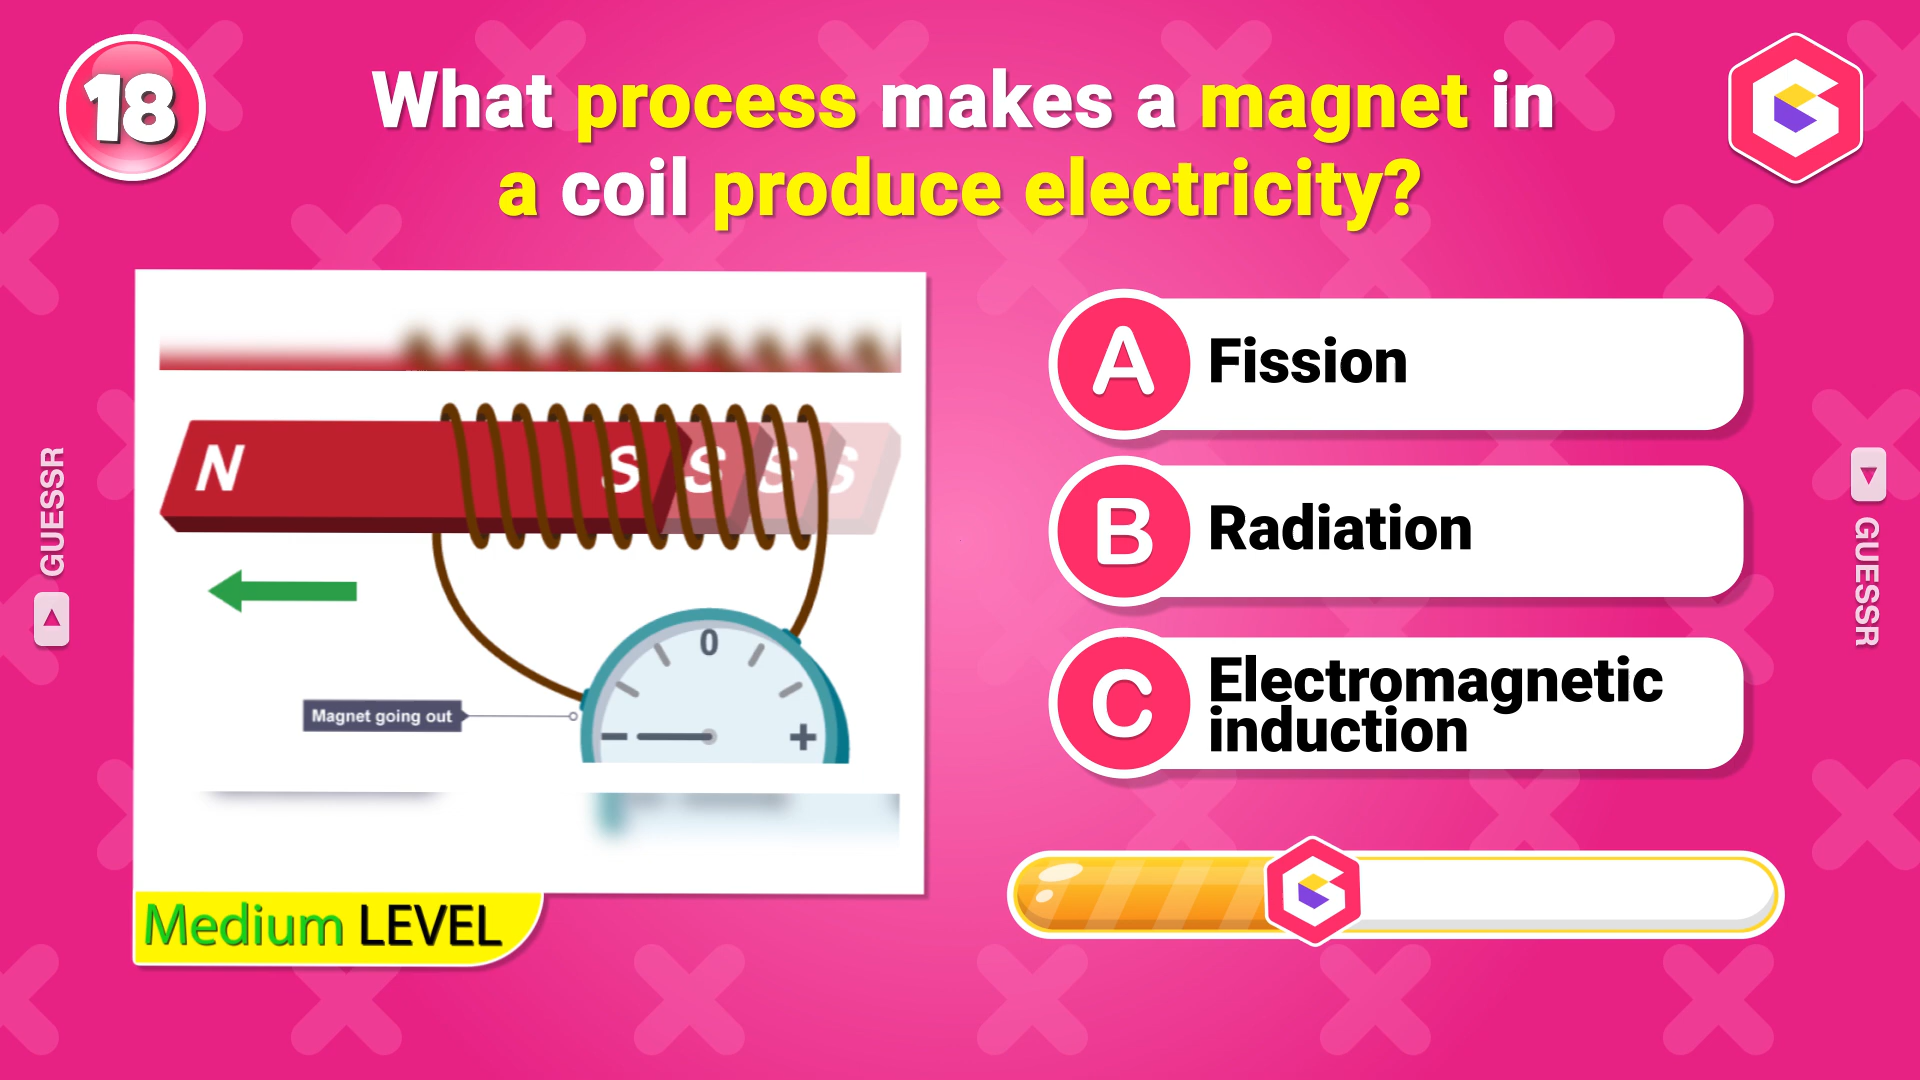 18
What process makes a magnet in
a coil produce electricity?
N S S S S
0
− +
Magnet going out
Medium LEVEL
A Fission
B Radiation
C Electromagnetic
induction
GUESSR
GUESSR